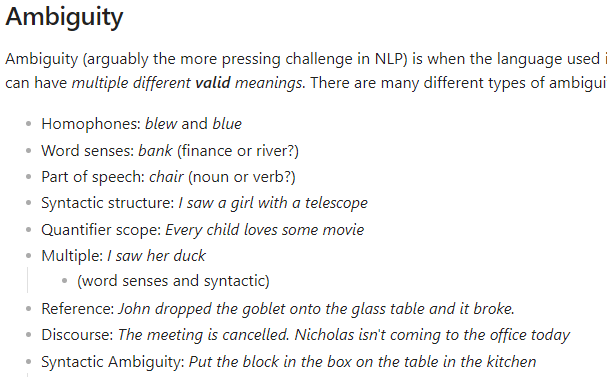 Ambiguity
Ambiguity (arguably the more pressing challenge in NLP) is when the language used
can have multiple different valid meanings. There are many different types of
Homophones: blew and blue
Word senses: bank (finance or river?)
Part of speech: chair (noun or verb?)
Syntactic structure: I saw a girl with a telescope
Quantifier scope: Every child loves some movie
Multiple: I saw her duck
(word senses and syntactic)
Reference: John dropped the goblet onto the glass table and it broke.
Discourse: The meeting is cancelled. Nicholas isn't coming to the office today
Syntactic Ambiguity: Put the block in the box on the table in the kitchen